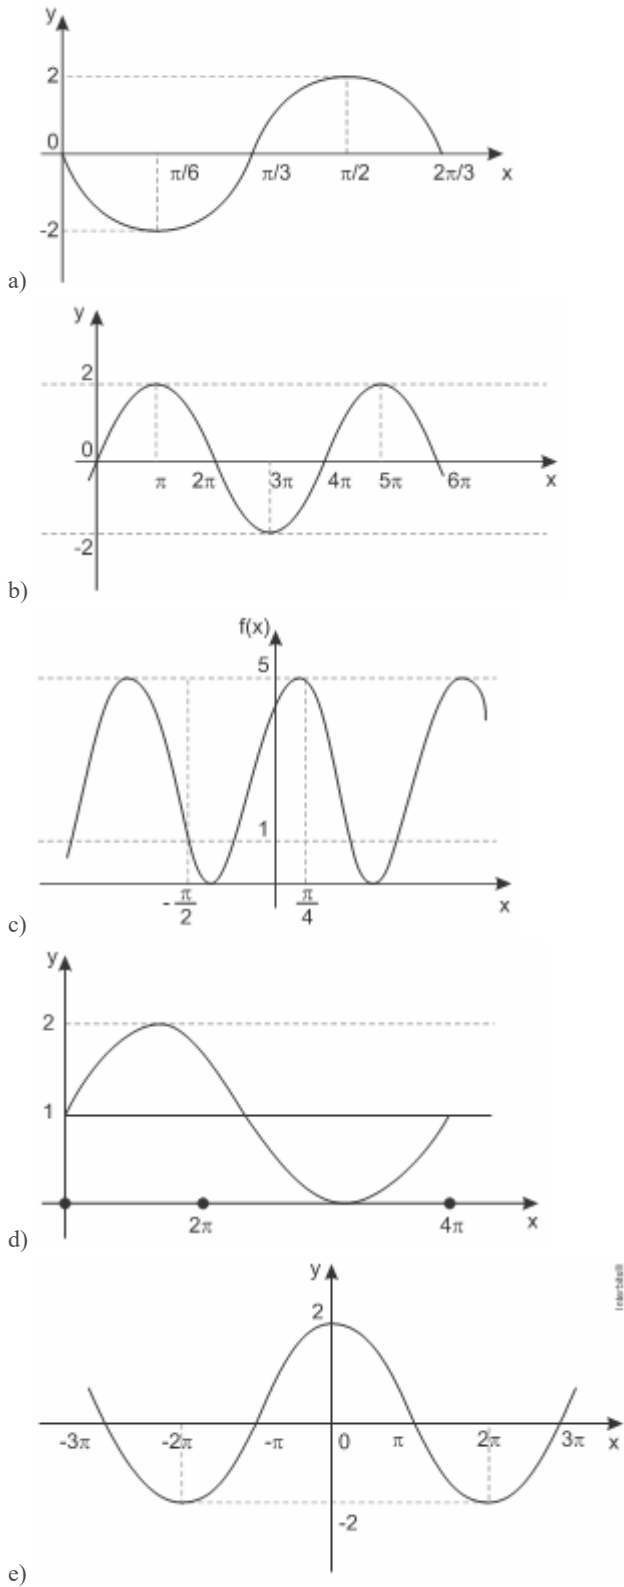 y
2
0
π/6 π/3 π/2 2π/3 x
-2
a)
y
2
0
π 2π 3π 4π 5π 6π x
-2
b)
f(x)
5
1
-π/2 π/4 x
c)
y
2
1
2π 4π x
d)
Interbits®
y
2
-3π -2π -π 0 π 2π 3π x
-2
e)